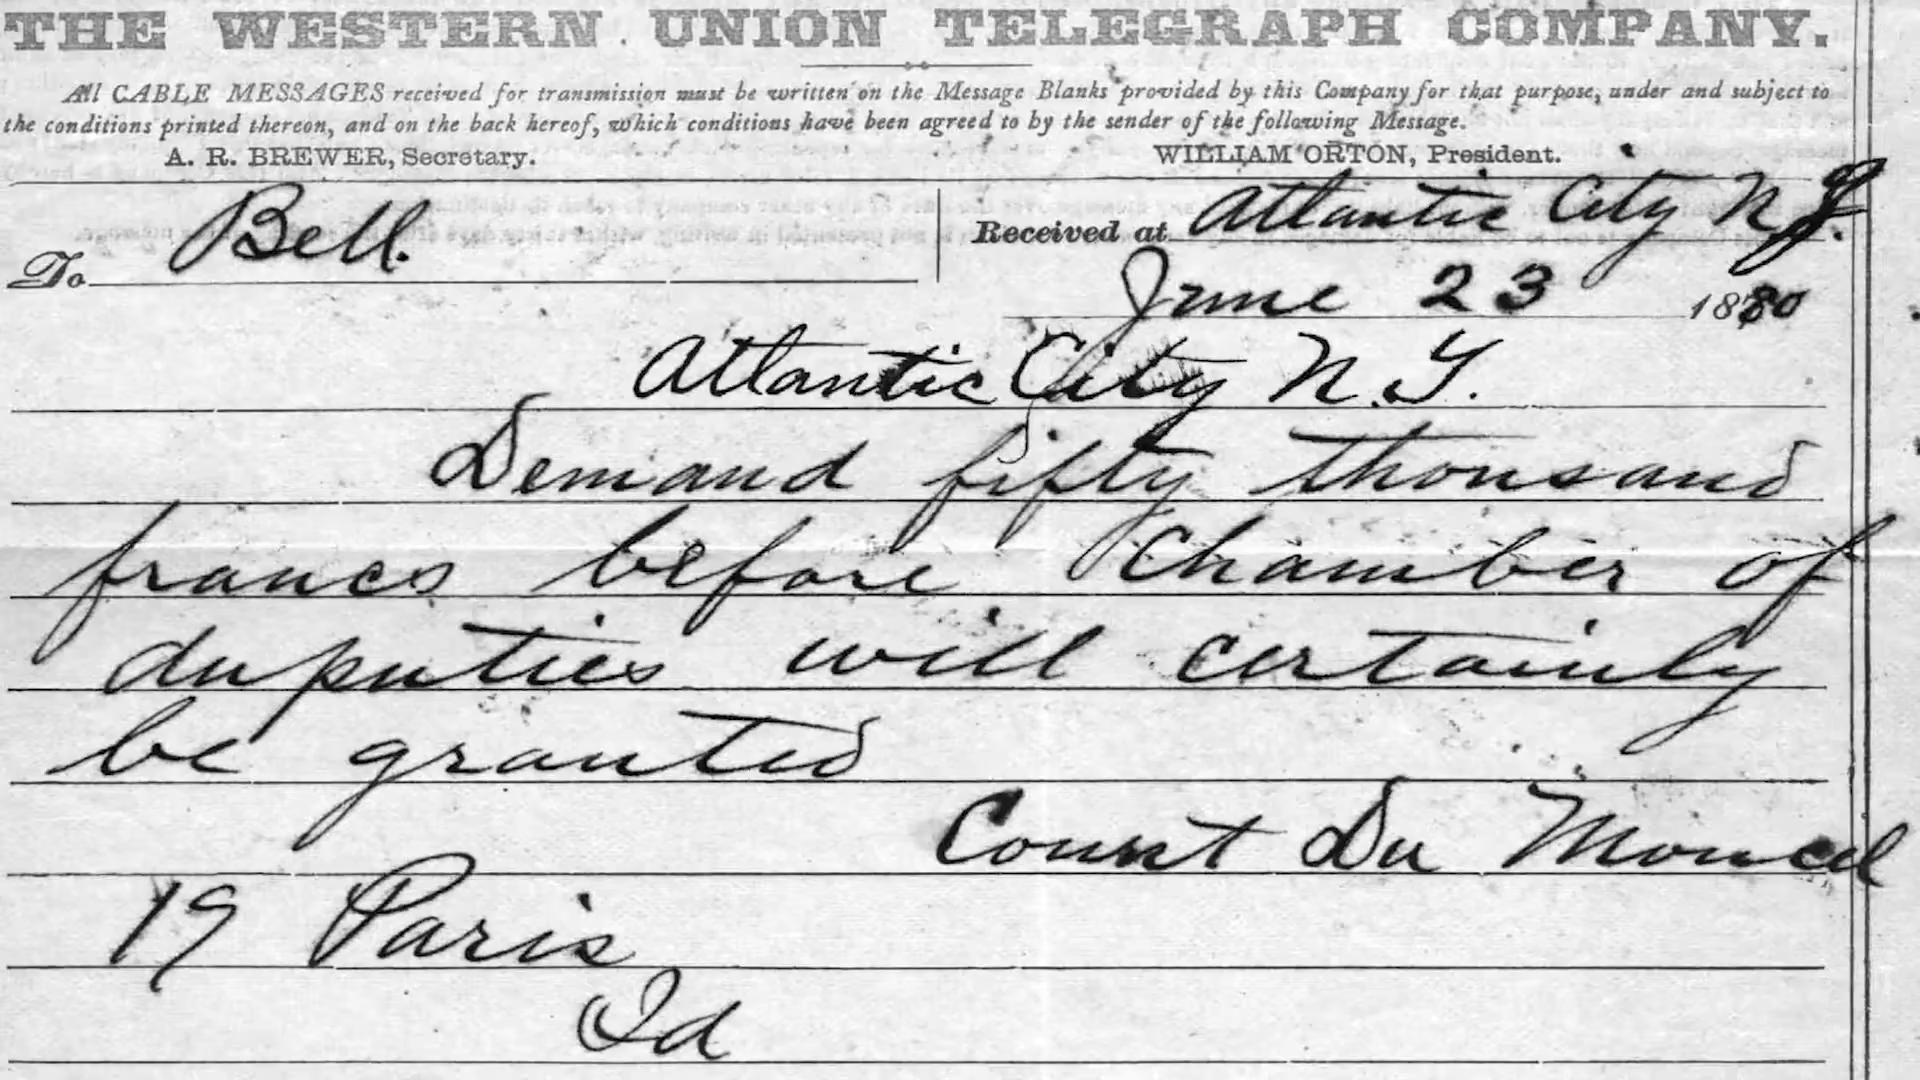 THE WESTERN UNION TELEGRAPH COMPANY.
All CABLE MESSAGES received for transmission must be written on the Message Blanks provided by this Company for that purpose, under and subject to
the conditions printed thereon, and on the back hereof, which conditions have been agreed to by the sender of the following Message.
A. R. BREWER, Secretary. WILLIAM ORTON, President.
To Bell. Received at Atlantic City N J.
June 23 1880
Atlantic City N. J.
Demand fifty thousand
francs before Chamber of
deputies will certainly
be granted
Count Du Moncel
19 Paris